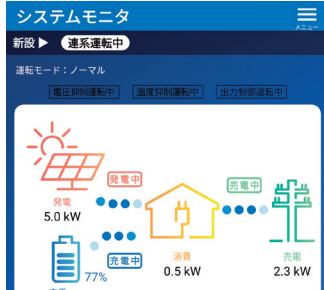 システムモニタ
メニュー
新設▶ 連系運転中
運転モード：ノーマル
電圧抑制運転中 温度抑制運転中 出力制御運転中
発電中
売電中
発電
5.0 kW
充電中
消費
0.5 kW
売電
2.3 kW
77%